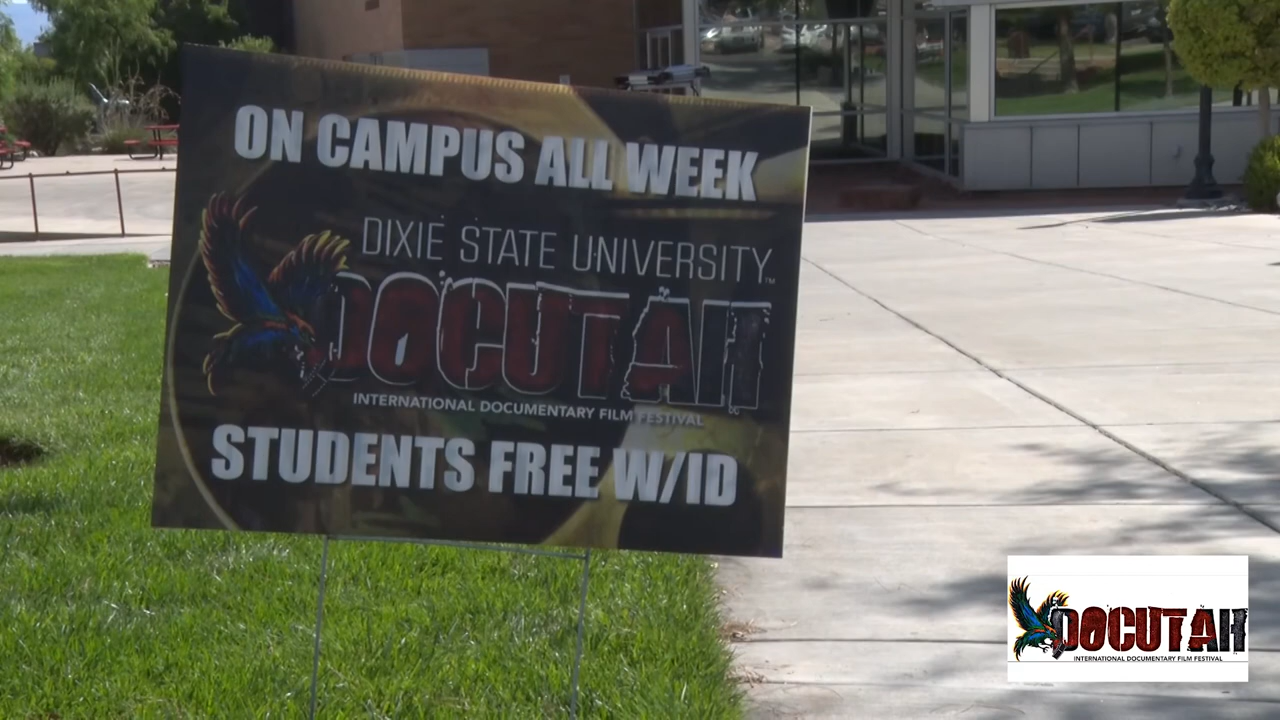 ON CAMPUS ALL WEEK
DIXIE STATE UNIVERSITY™
DOCUTAH
INTERNATIONAL DOCUMENTARY FILM FESTIVAL
STUDENTS FREE W/ID
DOCUTAH
INTERNATIONAL DOCUMENTARY FILM FESTIVAL